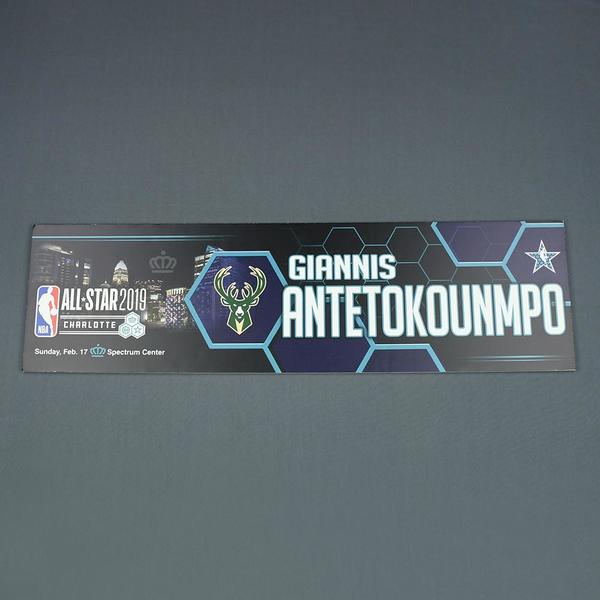 GIANNIS
ANTETOKOUNMPO
NBA
ALL★STAR 2019
CHARLOTTE
Sunday, Feb. 17 Spectrum Center